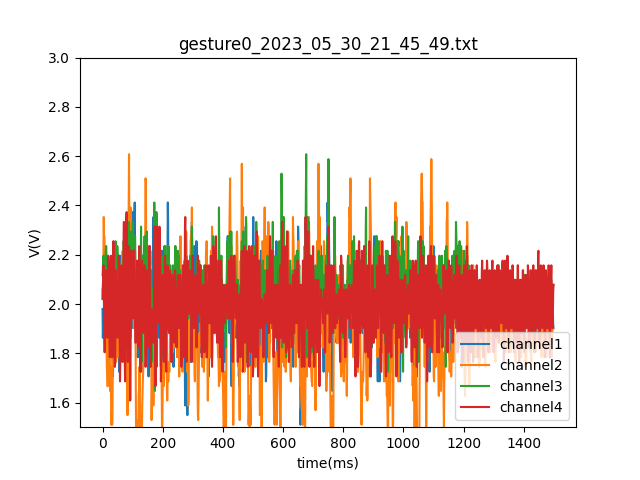 gesture0_2023_05_30_21_45_49.txt
3.0
2.8
2.6
2.4
2.2
2.0
1.8
1.6
V(V)
channel1
channel2
channel3
channel4
0 200 400 600 800 1000 1200 1400
time(ms)